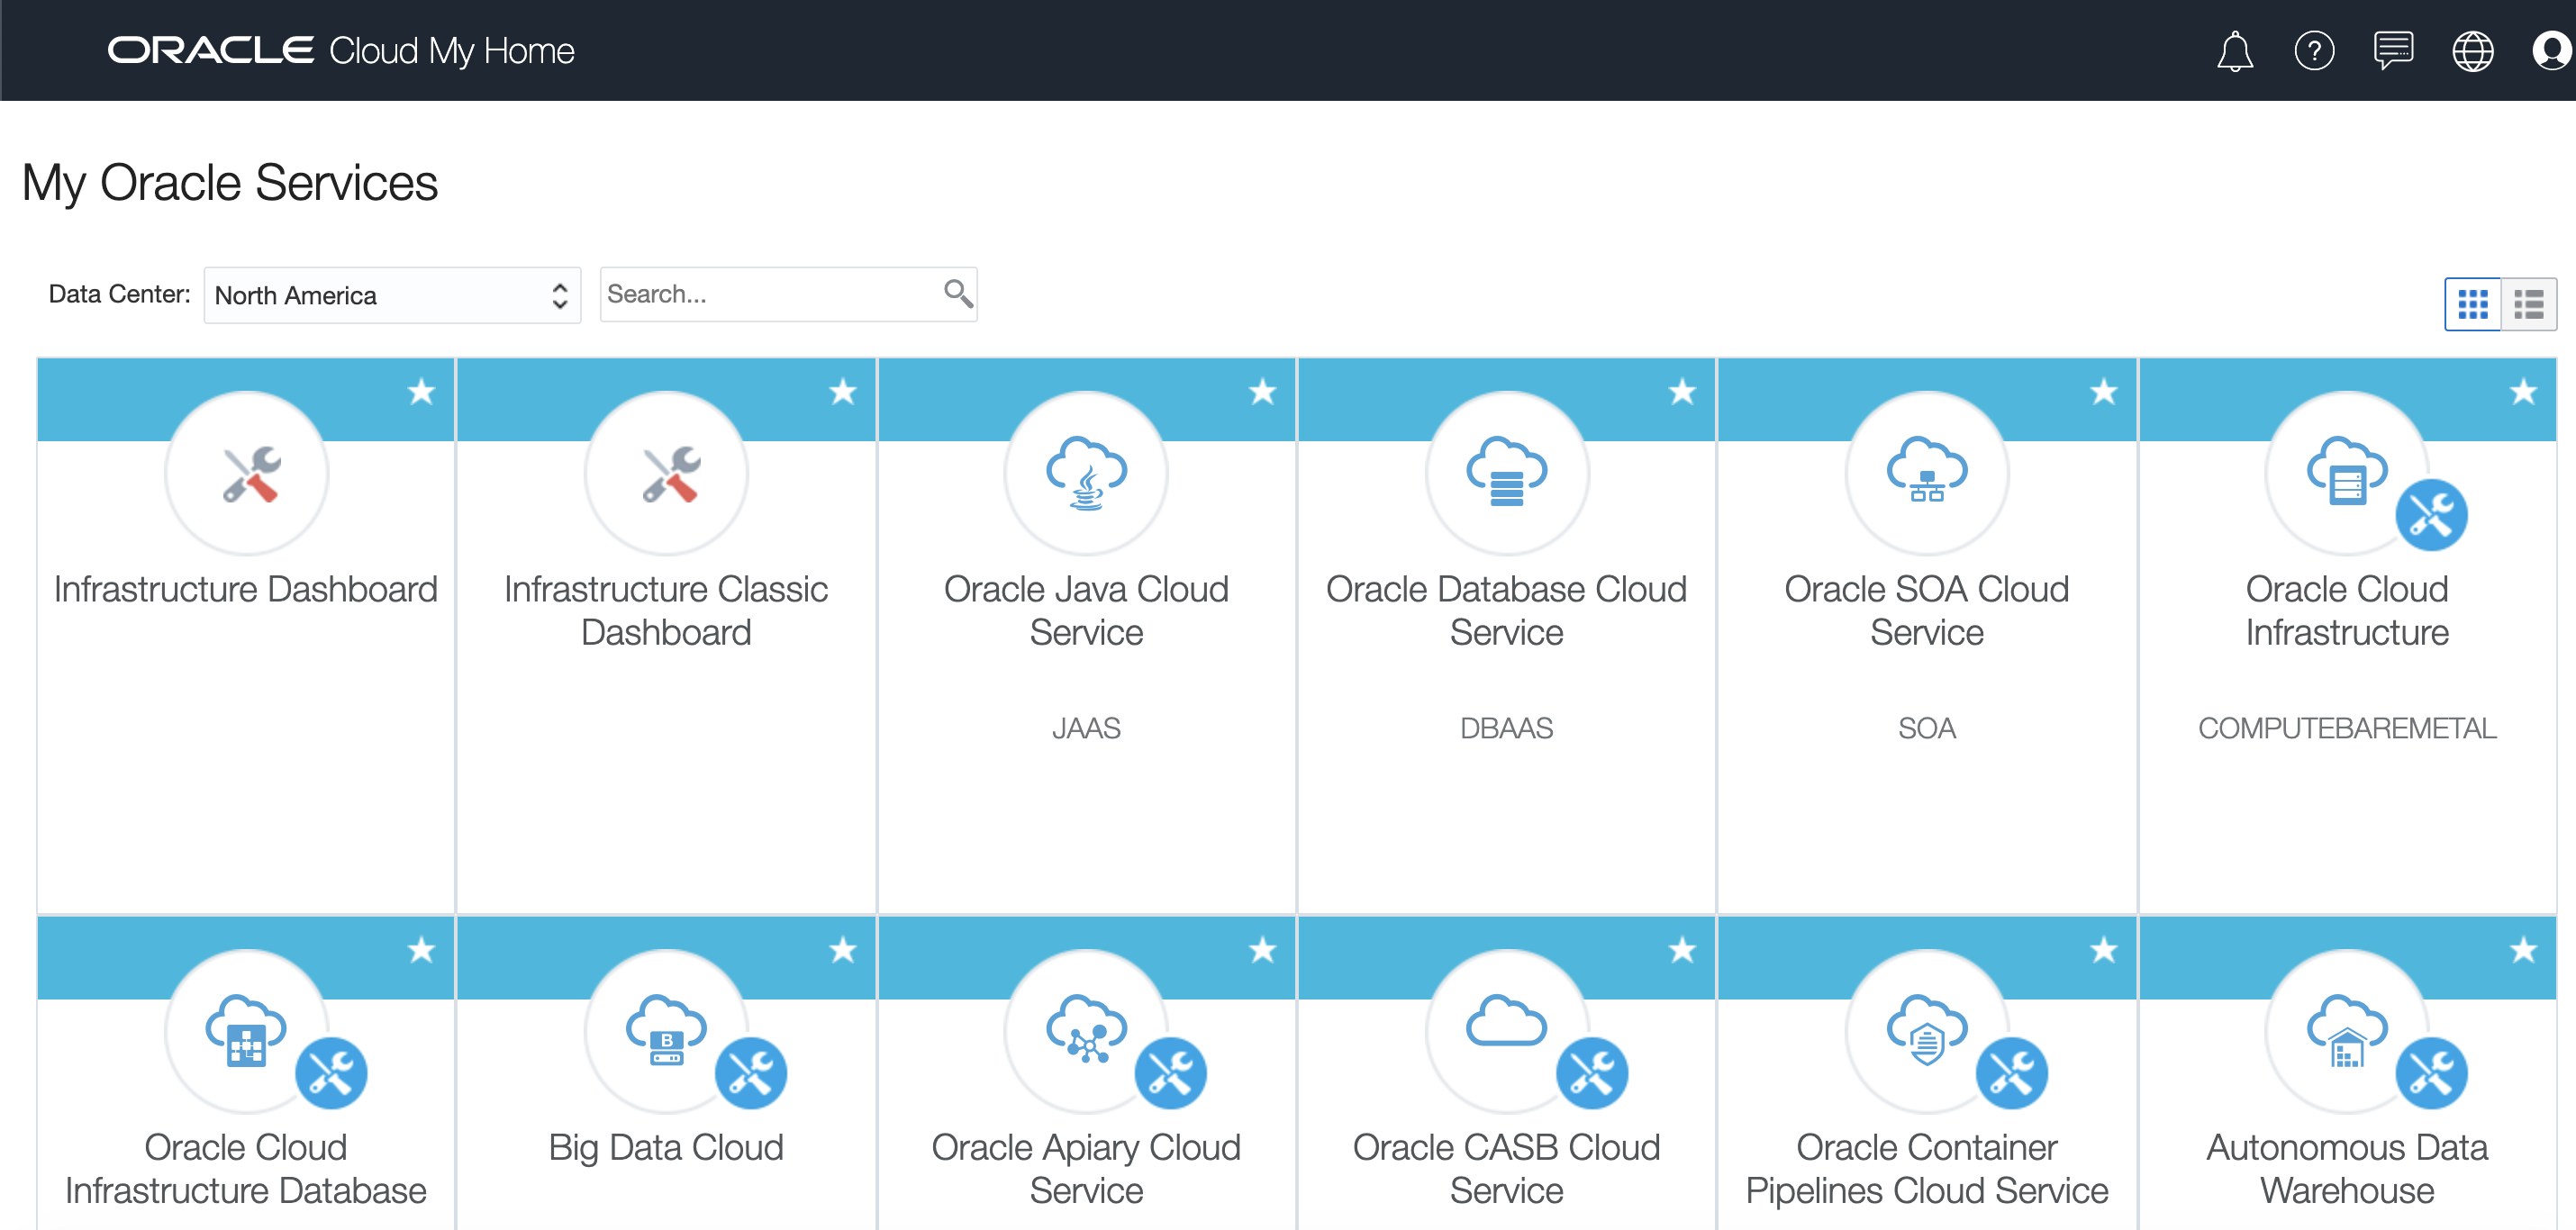 ORACLE Cloud My Home
My Oracle Services
Data Center: North America Search...
Infrastructure Dashboard
Infrastructure Classic
Dashboard
Oracle Java Cloud
Service
JAAS
Oracle Database Cloud
Service
DBAAS
Oracle SOA Cloud
Service
SOA
Oracle Cloud
Infrastructure
COMPUTEBAREMETAL
Oracle Cloud
Infrastructure Database
B
Big Data Cloud
Oracle Apiary Cloud
Service
Oracle CASB Cloud
Service
Oracle Container
Pipelines Cloud Service
Autonomous Data
Warehouse